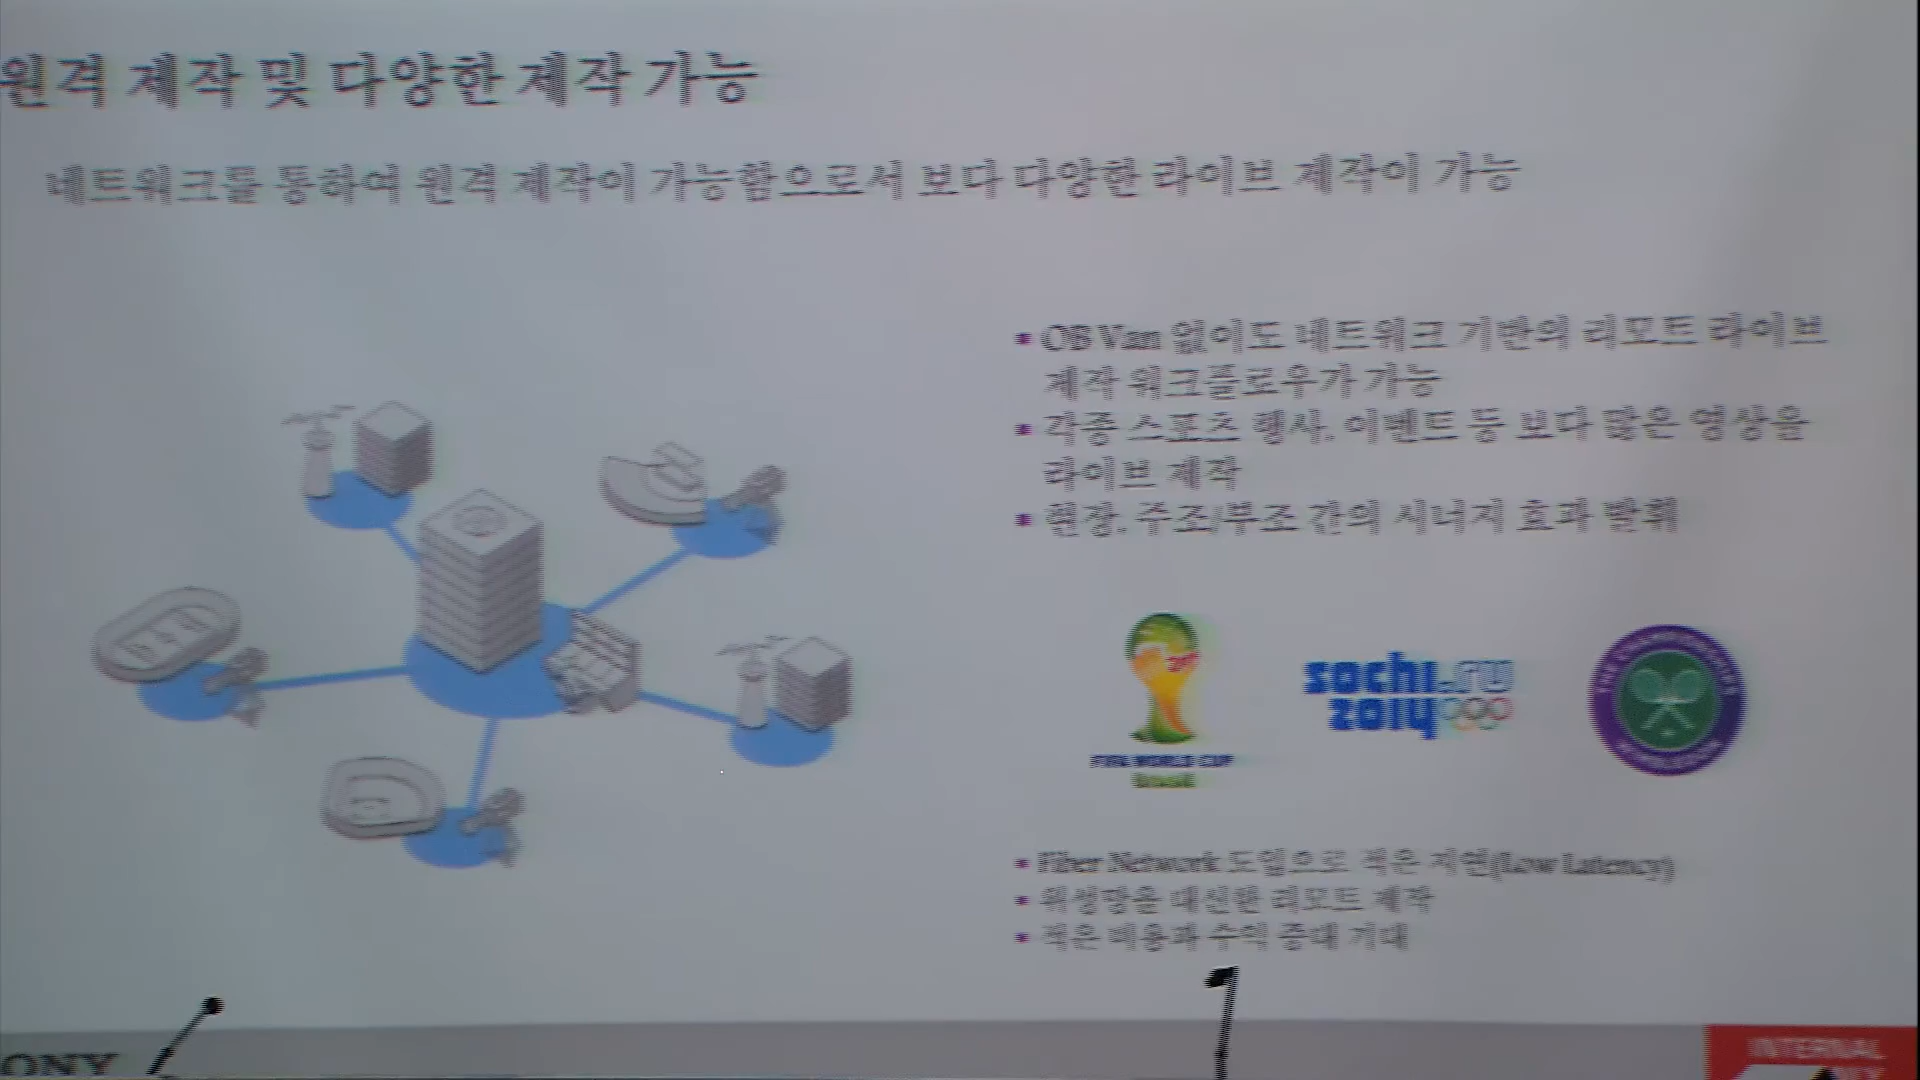 원격 제작 및 다양한 제작 가능
네트워크를 통하여 원격 제작이 가능함으로서 보다 다양한 라이브 제작이 가능
OB Van 없이도 네트워크 기반의 리모트 라이브
제작 워크플로우가 가능
각종 스포츠 행사, 이벤트 등 보다 많은 영상을
라이브 제작
현장, 주조/부조 간의 시너지 효과 발휘
FIFA WORLD CUP
Brasil
sochi.ru
2014
Fiber Network 도입으로 적은 지연(Low Latency)
위성망을 대신한 리모트 제작
적은 비용과 수익 증대 기대
ONY
INTERNAL